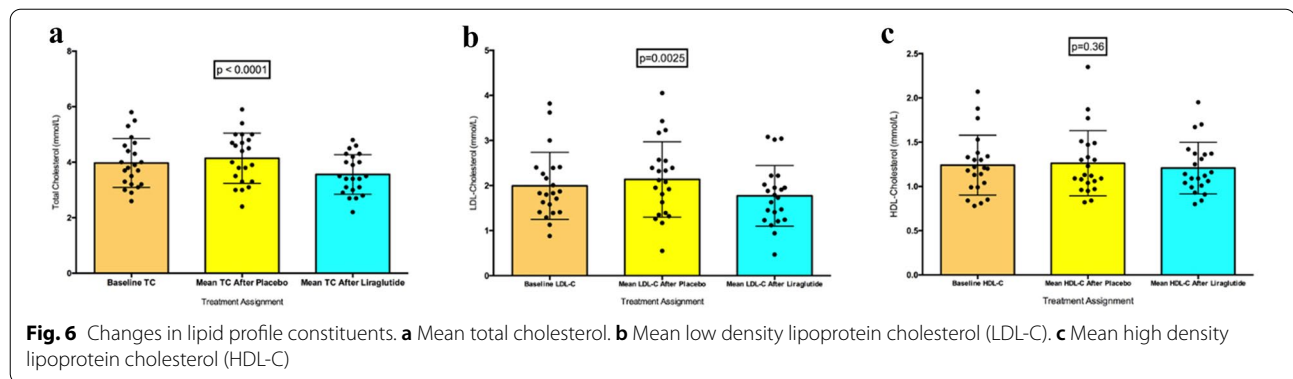 a
8
6
4
2
0
Total Cholesterol (mmol/L)
p < 0.0001
Baseline TC
Mean TC After Placebo
Mean TC After Liraglutide
Treatment Assignment
b
5
4
3
2
1
0
LDL-Cholesterol (mmol/L)
p=0.0025
Baseline LDL-C
Mean LDL-C After Placebo
Mean LDL-C After Liraglutide
Treatment Assignment
c
2.5
2.0
1.5
1.0
0.5
0.0
HDL-Cholesterol (mmol/L)
p=0.36
Baseline HDL-C
Mean HDL-C After Placebo
Mean HDL-C After Liraglutide
Treatment Assignment
Fig. 6 Changes in lipid profile constituents. a Mean total cholesterol. b Mean low density lipoprotein cholesterol (LDL-C). c Mean high density
lipoprotein cholesterol (HDL-C)